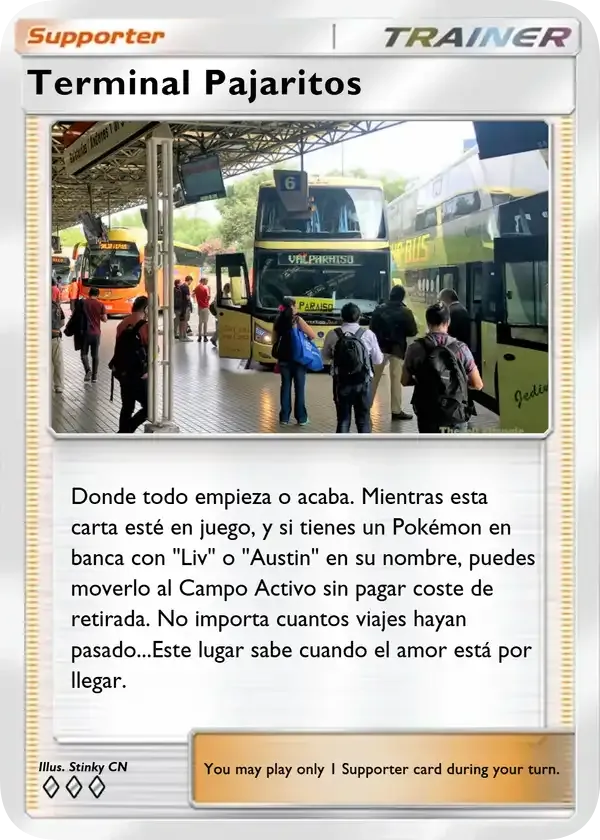 Supporter
TRAINER
Terminal Pajaritos
6
VALPARAISO
PARAISO
BUS
Donde todo empieza o acaba. Mientras esta
carta esté en juego, y si tienes un Pokémon en
banca con "Liv" o "Austin" en su nombre, puedes
moverlo al Campo Activo sin pagar coste de
retirada. No importa cuantos viajes hayan
pasado...Este lugar sabe cuando el amor está por
llegar.
Illus. Stinky CN
You may play only 1 Supporter card during your turn.